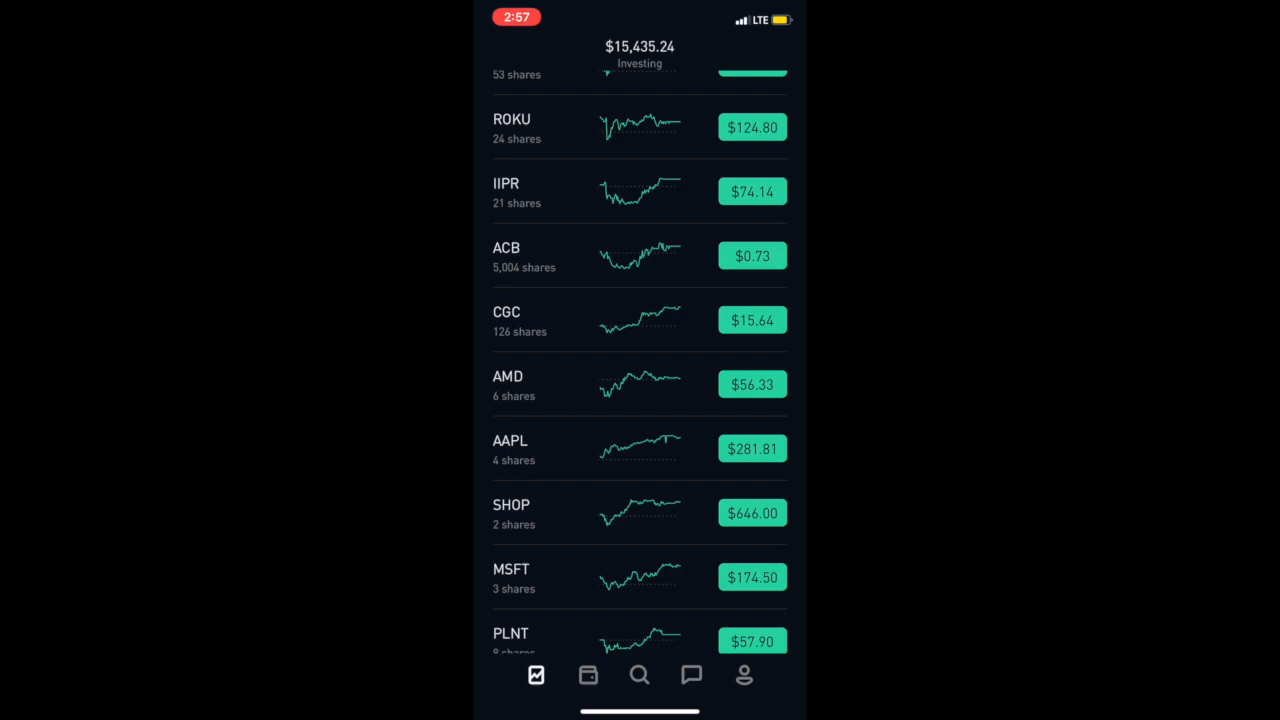 2:57
LTE
$15,435.24
Investing
53 shares
ROKU
24 shares
$124.80
IIPR
21 shares
$74.14
ACB
5,004 shares
$0.73
CGC
126 shares
$15.64
AMD
6 shares
$56.33
AAPL
4 shares
$281.81
SHOP
2 shares
$646.00
MSFT
3 shares
$174.50
PLNT
8 shares
$57.90